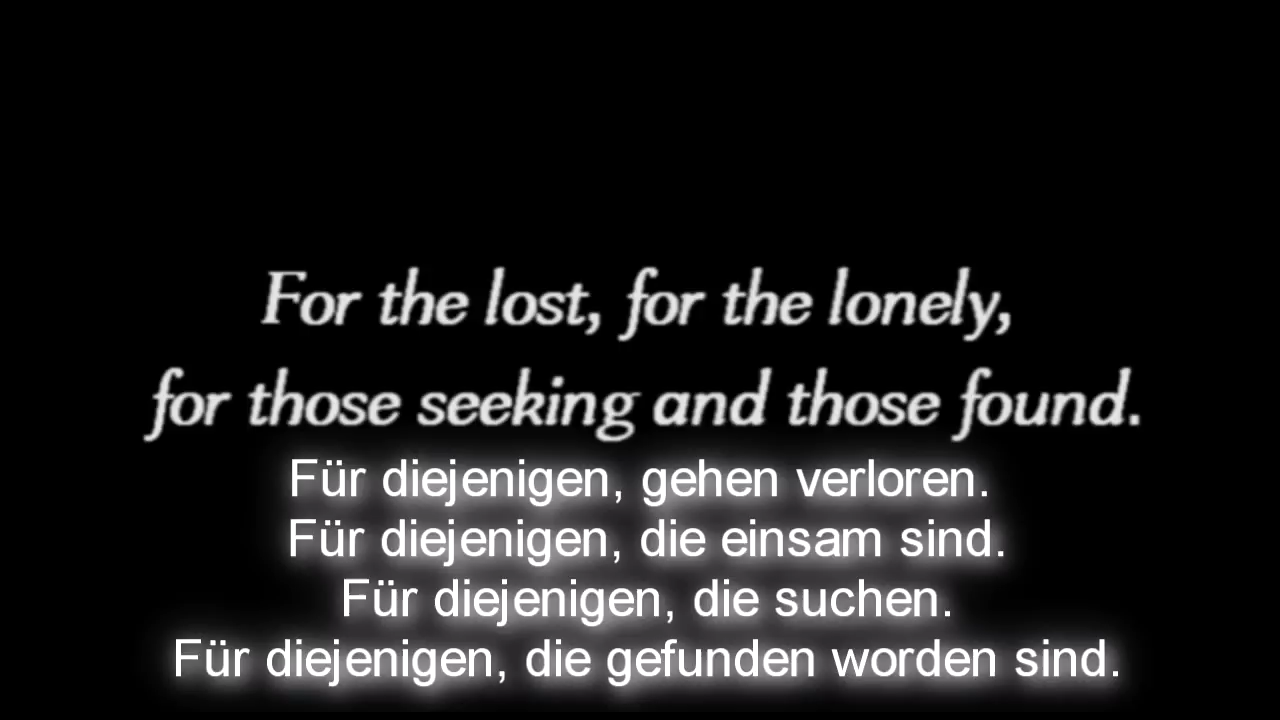 For the lost, for the lonely,
for those seeking and those found.
Für diejenigen, gehen verloren.
Für diejenigen, die einsam sind.
Für diejenigen, die suchen.
Für diejenigen, die gefunden worden sind.